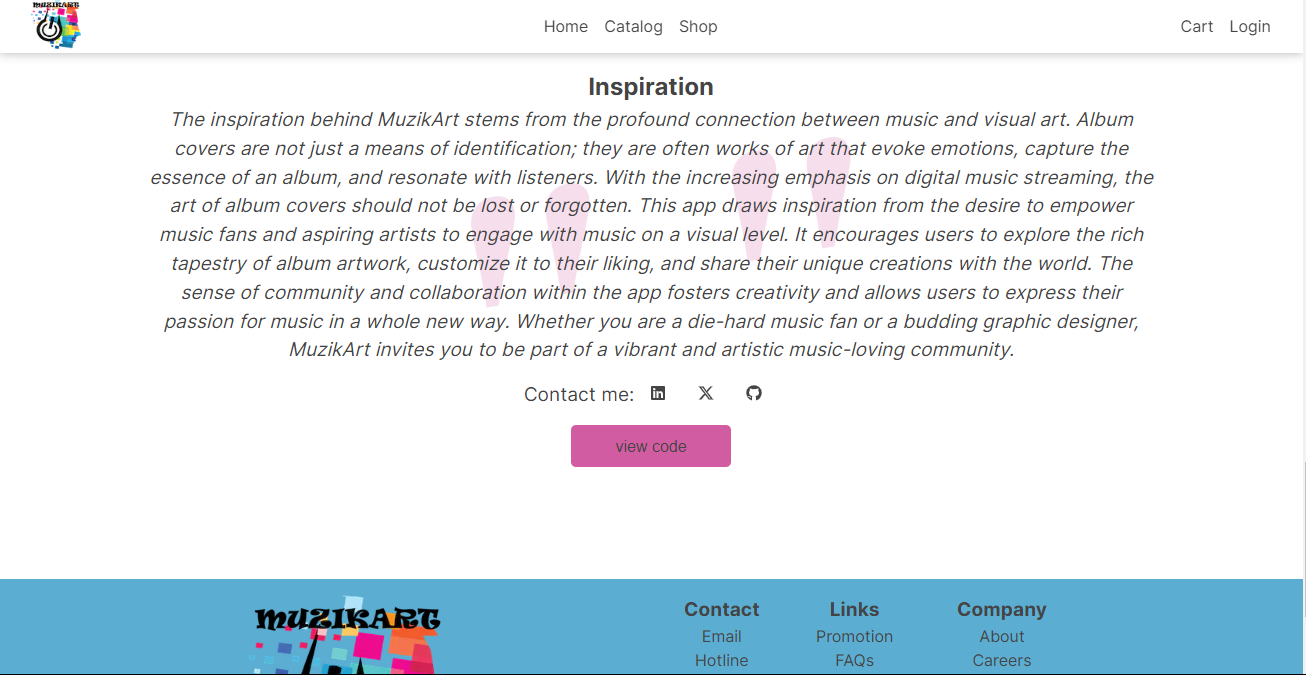 MUZIKART
Home Catalog Shop
Cart Login
Inspiration
The inspiration behind MuzikArt stems from the profound connection between music and visual art. Album
covers are not just a means of identification; they are often works of art that evoke emotions, capture the
essence of an album, and resonate with listeners. With the increasing emphasis on digital music streaming, the
art of album covers should not be lost or forgotten. This app draws inspiration from the desire to empower
music fans and aspiring artists to engage with music on a visual level. It encourages users to explore the rich
tapestry of album artwork, customize it to their liking, and share their unique creations with the world. The
sense of community and collaboration within the app fosters creativity and allows users to express their
passion for music in a whole new way. Whether you are a die-hard music fan or a budding graphic designer,
MuzikArt invites you to be part of a vibrant and artistic music-loving community.
Contact me:
view code
MUZIKART
Contact Links Company
Email Promotion About
Hotline FAQs Careers